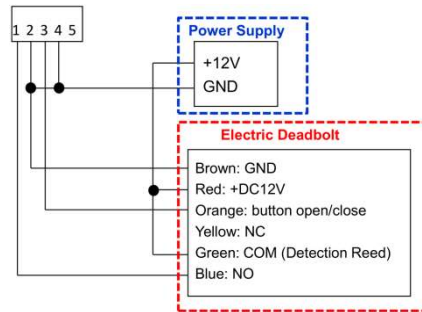 1 2 3 4 5
Power Supply
+12V
GND
Electric Deadbolt
Brown: GND
Red: +DC12V
Orange: button open/close
Yellow: NC
Green: COM (Detection Reed)
Blue: NO